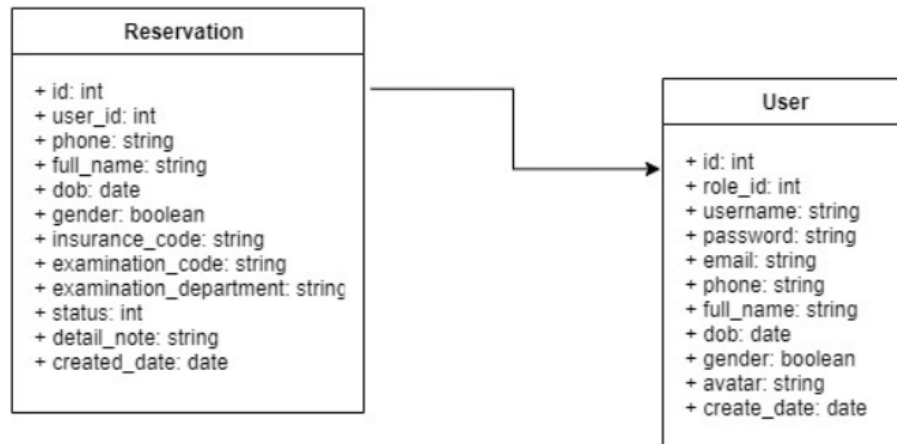 Reservation
+ id: int
+ user_id: int
+ phone: string
+ full_name: string
+ dob: date
+ gender: boolean
+ insurance_code: string
+ examination_code: string
+ examination_department: string
+ status: int
+ detail_note: string
+ created_date: date
User
+ id: int
+ role_id: int
+ username: string
+ password: string
+ email: string
+ phone: string
+ full_name: string
+ dob: date
+ gender: boolean
+ avatar: string
+ create_date: date